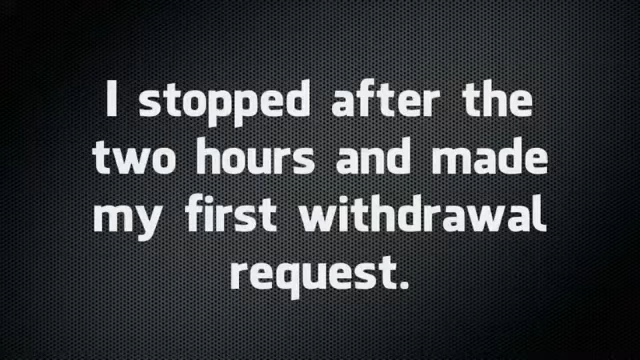 I stopped after the
two hours and made
my first withdrawal
request.